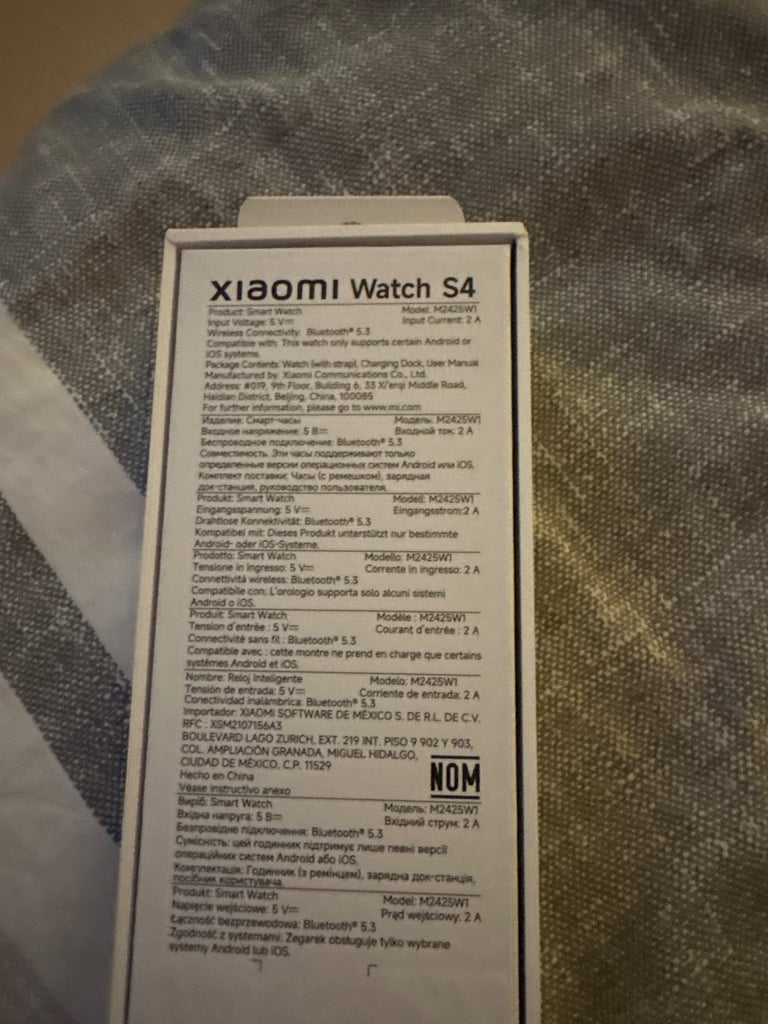 xiaomi Watch S4
Product: Smart Watch Model: M2425W1
Input Voltage: 5 V⎓ Input Current: 2 A
Wireless Connectivity: Bluetooth® 5.3
Compatible with: This watch only supports certain Android or
iOS systems.
Package Contents: Watch (with strap), Charging Dock, User Manual
Manufactured by: Xiaomi Communications Co., Ltd.
Address: #019, 9th Floor, Building 6, 33 Xi'erqi Middle Road,
Haidian District, Beijing, China, 100085
For further information, please go to www.mi.com
Изделие: Смарт-часы Модель: M2425W1
Входное напряжение: 5 В⎓ Входной ток: 2 А
Беспроводное подключение: Bluetooth® 5.3
Совместимость: Эти часы поддерживают только
определенные версии операционных систем Android или iOS.
Комплект поставки: Часы (с ремешком), зарядная
док-станция, руководство пользователя.
Produkt: Smart Watch Modell: M2425W1
Eingangsspannung: 5 V⎓ Eingangsstrom:2 A
Drahtlose Konnektivität: Bluetooth® 5.3
Kompatibel mit: Dieses Produkt unterstützt nur bestimmte
Android- oder iOS-Systeme.
Prodotto: Smart Watch Modello: M2425W1
Tensione in ingresso: 5 V⎓ Corrente in ingresso: 2 A
Connettività wireless: Bluetooth® 5.3
Compatibile con: L'orologio supporta solo alcuni sistemi
Android o iOS.
Produit: Smart Watch Modèle : M2425W1
Tension d'entrée : 5 V⎓ Courant d'entrée : 2 A
Connectivité sans fil : Bluetooth® 5.3
Compatible avec : cette montre ne prend en charge que certains
systèmes Android et iOS.
Nombre: Reloj Inteligente Modelo: M2425W1
Tensión de entrada: 5 V⎓ Corriente de entrada: 2 A
Conectividad inalámbrica: Bluetooth® 5.3
Importador: XIAOMI SOFTWARE DE MÉXICO S. DE R.L. DE C.V.
RFC : XSM2107156A3
BOULEVARD LAGO ZURICH, EXT. 219 INT. PISO 9 902 Y 903,
COL. AMPLIACIÓN GRANADA, MIGUEL HIDALGO,
CIUDAD DE MÉXICO, C.P. 11529
Hecho en China
Véase instructivo anexo
NOM
Виріб: Smart Watch Модель: M2425W1
Вхідна напруга: 5 В⎓ Вхідний струм: 2 А
Безпровідне підключення: Bluetooth® 5.3
Сумісність: цей годинник підтримує лише певні версії
операційних систем Android або iOS.
Комплектація: Годинник (з ремінцем), зарядна док-станція,
посібник користувача.
Produkt: Smart Watch Model: M2425W1
Napięcie wejściowe: 5 V⎓ Prąd wejściowy: 2 A
Łączność bezprzewodowa: Bluetooth® 5.3
Zgodność z systemami: Zegarek obsługuje tylko wybrane
systemy Android lub iOS.